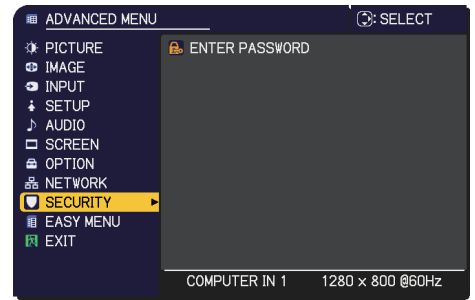 ADVANCED MENU
: SELECT
PICTURE
IMAGE
INPUT
SETUP
AUDIO
SCREEN
OPTION
NETWORK
SECURITY
EASY MENU
EXIT
ENTER PASSWORD
COMPUTER IN 1 1280 x 800 @60Hz